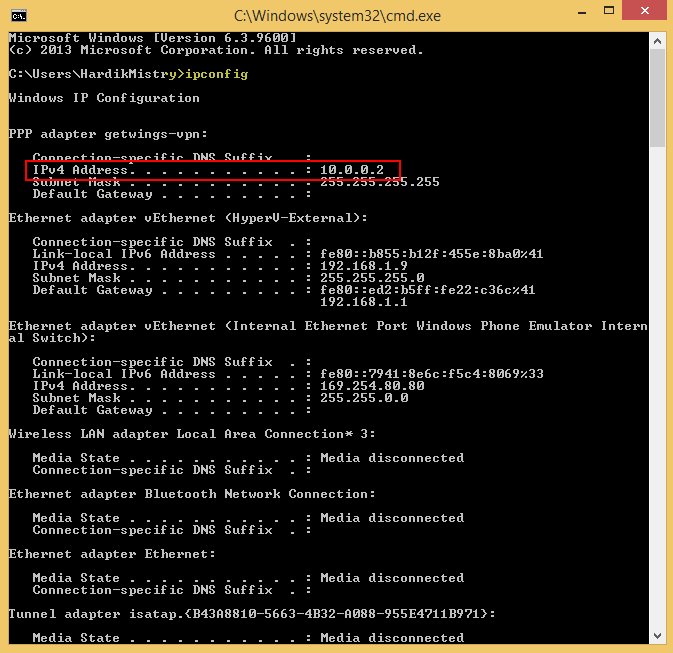 C:\Windows\system32\cmd.exe
Microsoft Windows [Version 6.3.9600]
(c) 2013 Microsoft Corporation. All rights reserved.
C:\Users\HardikMistry>ipconfig
Windows IP Configuration
PPP adapter getwings-vpn:
Connection-specific DNS Suffix  . :
IPv4 Address. . . . . . . . . . . : 10.0.0.2
Subnet Mask . . . . . . . . . . . : 255.255.255.255
Default Gateway . . . . . . . . . :
Ethernet adapter vEthernet (HyperV-External):
Connection-specific DNS Suffix  . :
Link-local IPv6 Address . . . . . : fe80::b855:b12f:455e:8ba0%41
IPv4 Address. . . . . . . . . . . : 192.168.1.9
Subnet Mask . . . . . . . . . . . : 255.255.255.0
Default Gateway . . . . . . . . . : fe80::ed2:b5ff:fe22:c36c%41
192.168.1.1
Ethernet adapter vEthernet (Internal Ethernet Port Windows Phone Emulator Intern
al Switch):
Connection-specific DNS Suffix  . :
Link-local IPv6 Address . . . . . : fe80::7941:8e6c:f5c4:8069%33
IPv4 Address. . . . . . . . . . . : 169.254.80.80
Subnet Mask . . . . . . . . . . . : 255.255.0.0
Default Gateway . . . . . . . . . :
Wireless LAN adapter Local Area Connection* 3:
Media State . . . . . . . . . . . : Media disconnected
Connection-specific DNS Suffix  . :
Ethernet adapter Bluetooth Network Connection:
Media State . . . . . . . . . . . : Media disconnected
Connection-specific DNS Suffix  . :
Ethernet adapter Ethernet:
Media State . . . . . . . . . . . : Media disconnected
Connection-specific DNS Suffix  . :
Tunnel adapter isatap.{B43A8810-5663-4B32-A088-955E4711B971}:
Media State . . . . . . . . . . . : Media disconnected